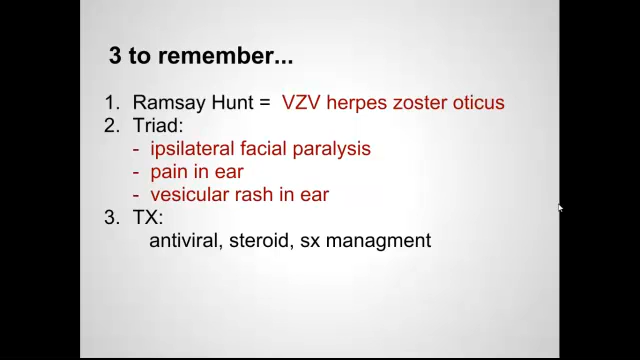 3 to remember...
1. Ramsay Hunt = VZV herpes zoster oticus
2. Triad:
- ipsilateral facial paralysis
- pain in ear
- vesicular rash in ear
3. TX:
antiviral, steroid, sx managment